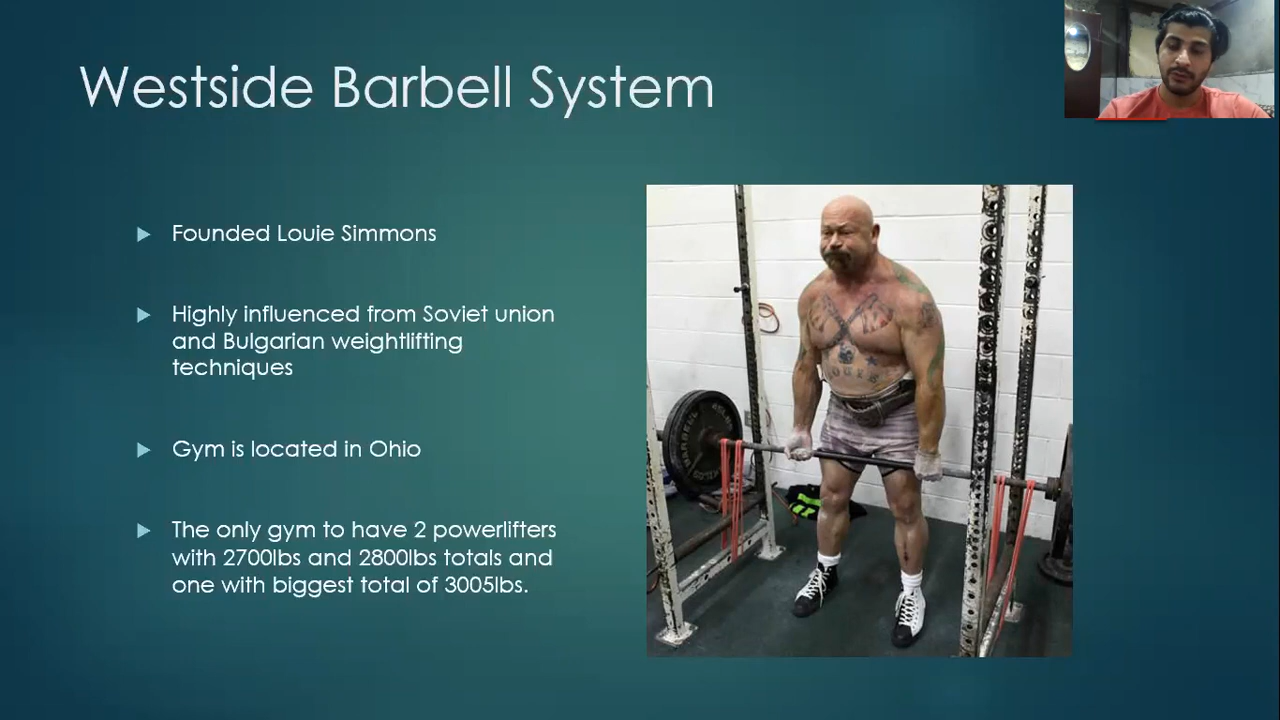 Westside Barbell System
Founded Louie Simmons
Highly influenced from Soviet union
and Bulgarian weightlifting
techniques
Gym is located in Ohio
The only gym to have 2 powerlifters
with 2700lbs and 2800lbs totals and
one with biggest total of 3005lbs.